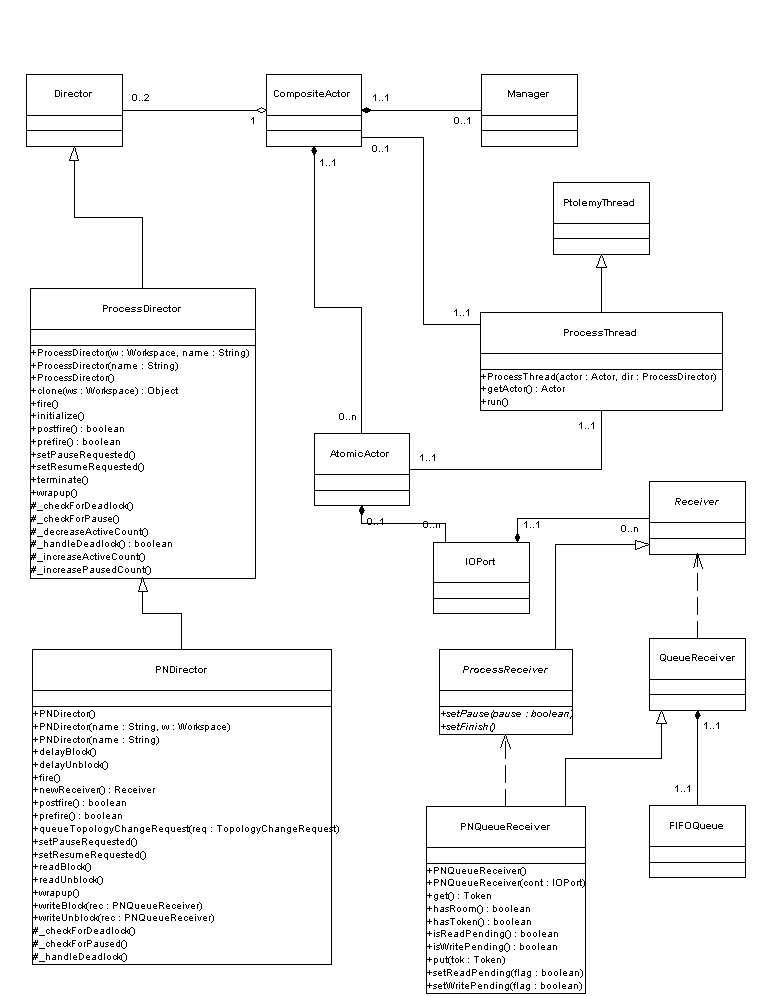 Director
0..2
1
CompositeActor
1..1
0..1
Manager
1..1
0..1
PtolemyThread
ProcessDirector
+ProcessDirector(w : Workspace, name : String)
+ProcessDirector(name : String)
+ProcessDirector()
+clone(ws : Workspace) : Object
+fire()
+initialize()
+postfire() : boolean
+prefire() : boolean
+setPauseRequested()
+setResumeRequested()
+terminate()
+wrapup()
#_checkForDeadlock()
#_checkForPause()
#_decreaseActiveCount()
#_handleDeadlock() : boolean
#_increaseActiveCount()
#_increasePausedCount()
1..1
ProcessThread
+ProcessThread(actor : Actor, dir : ProcessDirector)
+getActor() : Actor
+run()
1..1
0..n
AtomicActor
1..1
0..1
0..n
IOPort
1..1
0..n
Receiver
PNDirector
+PNDirector()
+PNDirector(name : String, w : Workspace)
+PNDirector(name : String)
+delayBlock()
+delayUnblock()
+fire()
+newReceiver() : Receiver
+postfire() : boolean
+prefire() : boolean
+queueTopologyChangeRequest(req : TopologyChangeRequest)
+setPauseRequested()
+setResumeRequested()
+readBlock()
+readUnblock()
+wrapup()
+writeBlock(rec : PNQueueReceiver)
+writeUnblock(rec : PNQueueReceiver)
#_checkForDeadlock()
#_checkForPaused()
#_handleDeadlock()
ProcessReceiver
+setPause(pause : boolean)
+setFinish()
QueueReceiver
1..1
1..1
FIFOQueue
PNQueueReceiver
+PNQueueReceiver()
+PNQueueReceiver(cont : IOPort)
+get() : Token
+hasRoom() : boolean
+hasToken() : boolean
+isReadPending() : boolean
+isWritePending() : boolean
+put(tok : Token)
+setReadPending(flag : boolean)
+setWritePending(flag : boolean)